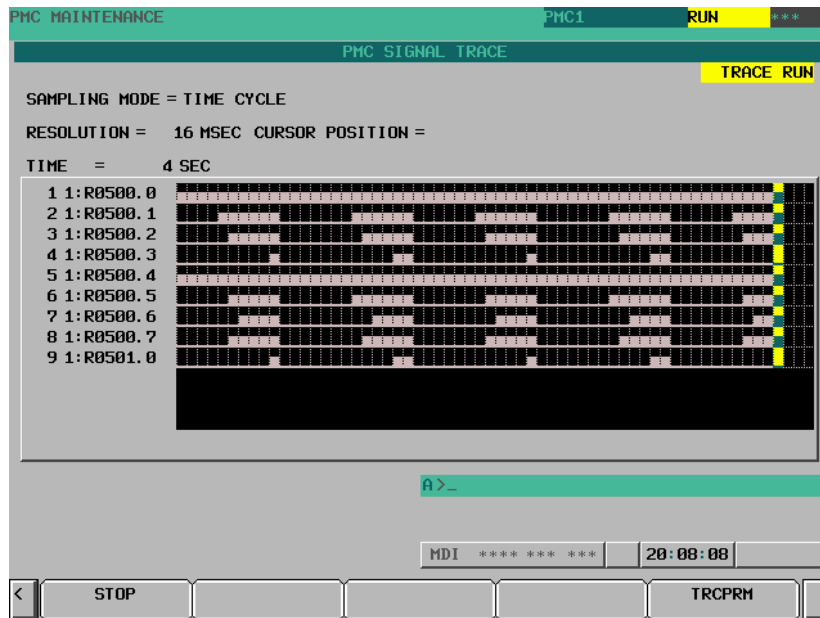 PMC MAINTENANCE PMC1 RUN ***
PMC SIGNAL TRACE
TRACE RUN
SAMPLING MODE = TIME CYCLE
RESOLUTION = 16 MSEC CURSOR POSITION =
TIME = 4 SEC
1 1:R0500.0
2 1:R0500.1
3 1:R0500.2
4 1:R0500.3
5 1:R0500.4
6 1:R0500.5
7 1:R0500.6
8 1:R0500.7
9 1:R0501.0
A>_
MDI **** *** *** 20:08:08
< STOP TRCPRM